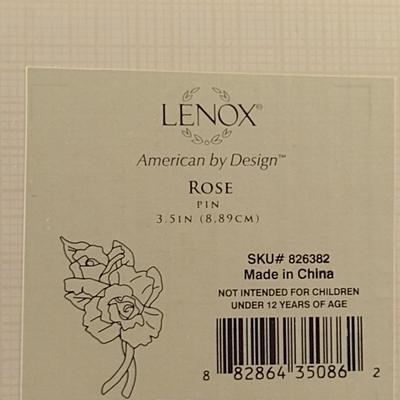 LENOX®
American by Design™
ROSE
PIN
3.5IN (8.89CM)
SKU# 826382
Made in China
NOT INTENDED FOR CHILDREN
UNDER 12 YEARS OF AGE
8 82864 35086 2